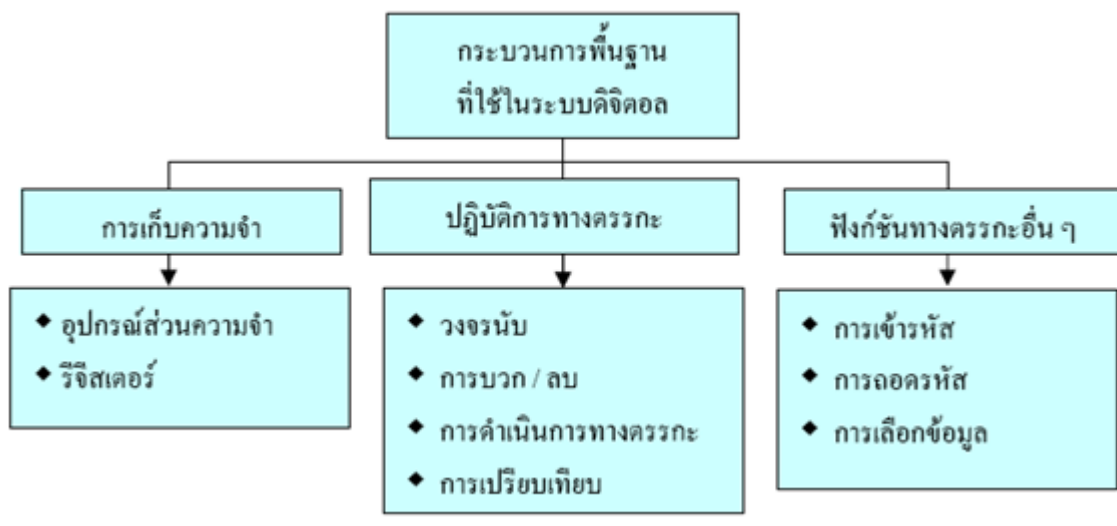 กระบวนการพื้นฐาน
ที่ใช้ในระบบดิจิตอล
การเก็บความจำ
ปฏิบัติการทางตรรกะ
ฟังก์ชันทางตรรกะอื่น ๆ
◆ อุปกรณ์ส่วนความจำ
◆ รีจีสเตอร์
◆ วงจรนับ
◆ การบวก / ลบ
◆ การดำเนินการทางตรรกะ
◆ การเปรียบเทียบ
◆ การเข้ารหัส
◆ การถอดรหัส
◆ การเลือกข้อมูล